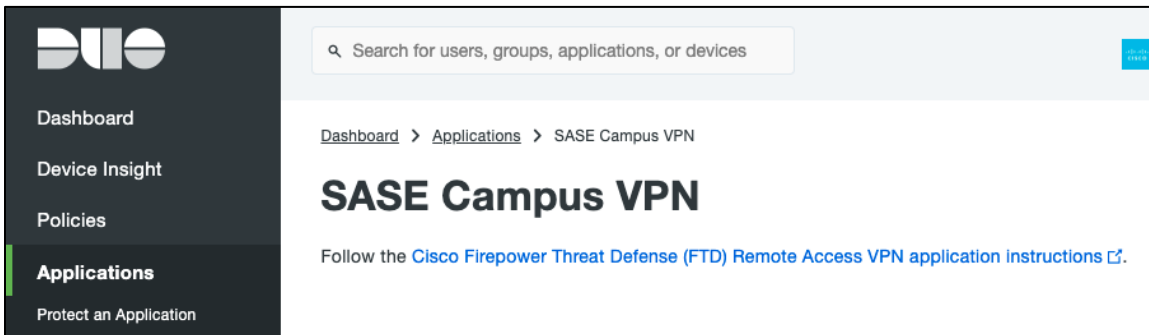 DUO
Search for users, groups, applications, or devices
CISCO
Dashboard
Device Insight
Policies
Applications
Protect an Application
Dashboard > Applications > SASE Campus VPN
SASE Campus VPN
Follow the Cisco Firepower Threat Defense (FTD) Remote Access VPN application instructions.